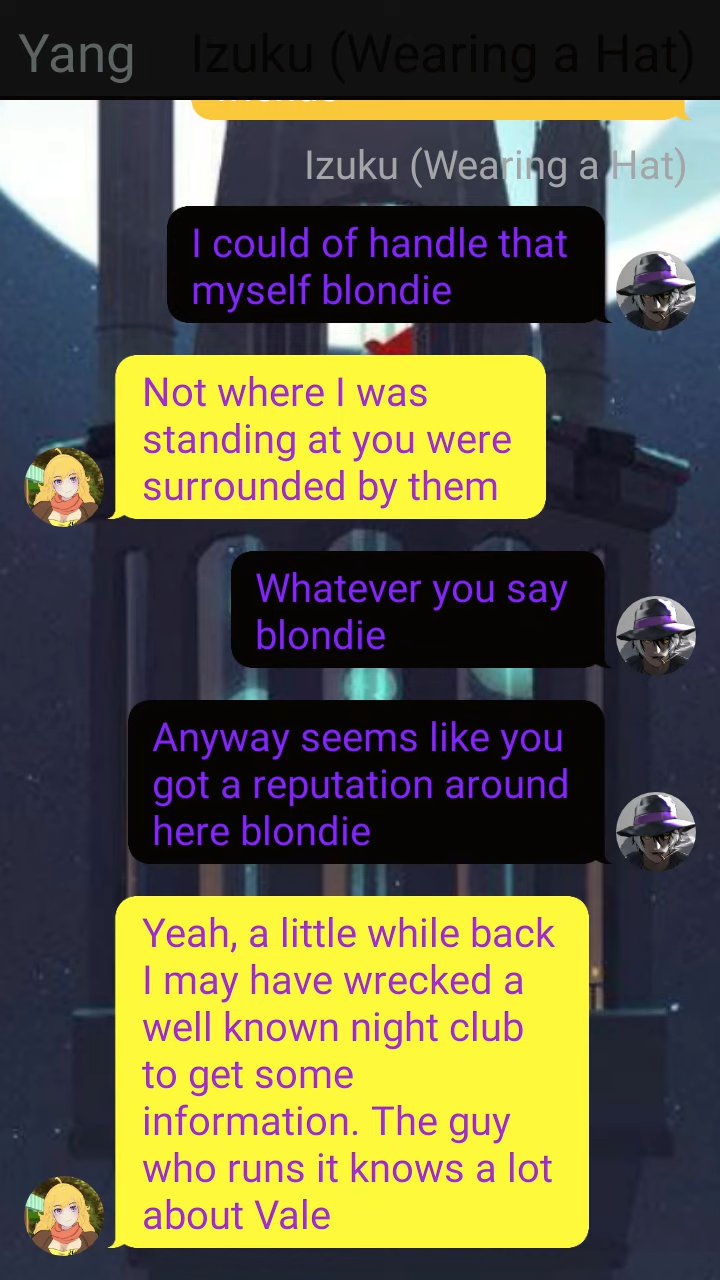 Yang Izuku (Wearing a Hat)
Izuku (Wearing a Hat)
I could of handle that
myself blondie
Not where I was
standing at you were
surrounded by them
Whatever you say
blondie
Anyway seems like you
got a reputation around
here blondie
Yeah, a little while back
I may have wrecked a
well known night club
to get some
information. The guy
who runs it knows a lot
about Vale